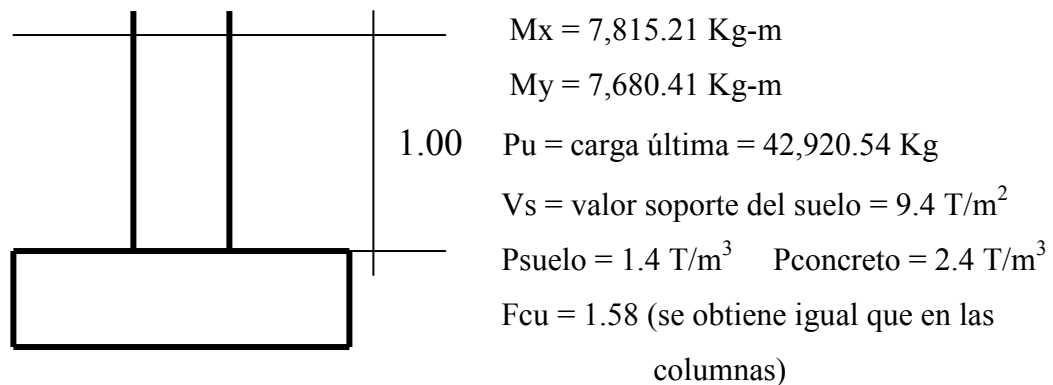 Mx = 7,815.21 Kg-m
My = 7,680.41 Kg-m
1.00
Pu = carga última = 42,920.54 Kg
Vs = valor soporte del suelo = 9.4 T/m²
Psuelo = 1.4 T/m³ Pconcreto = 2.4 T/m³
Fcu = 1.58 (se obtiene igual que en las
columnas)